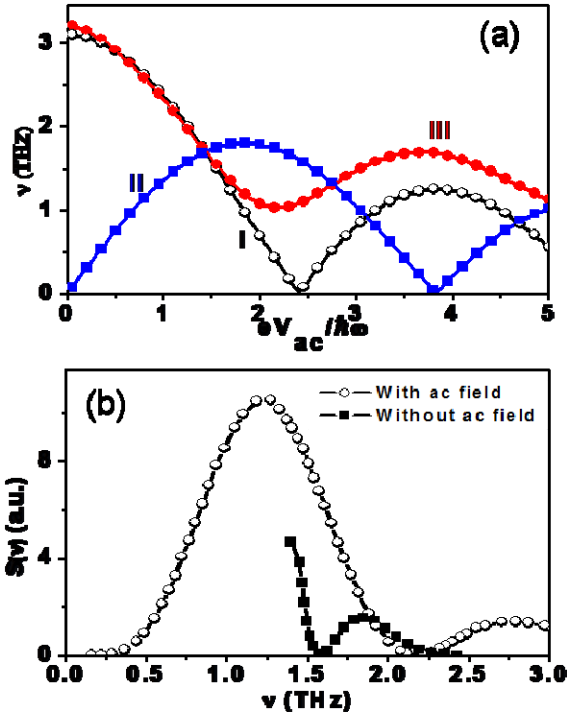 (a)
3
2
1
0
ν (THz)
I
II
III
0 1 2 3 4 5
eV_ac/ħω
(b)
With ac field
Without ac field
8
4
0
S(ν) (a.u.)
0.0 0.5 1.0 1.5 2.0 2.5 3.0
ν (THz)